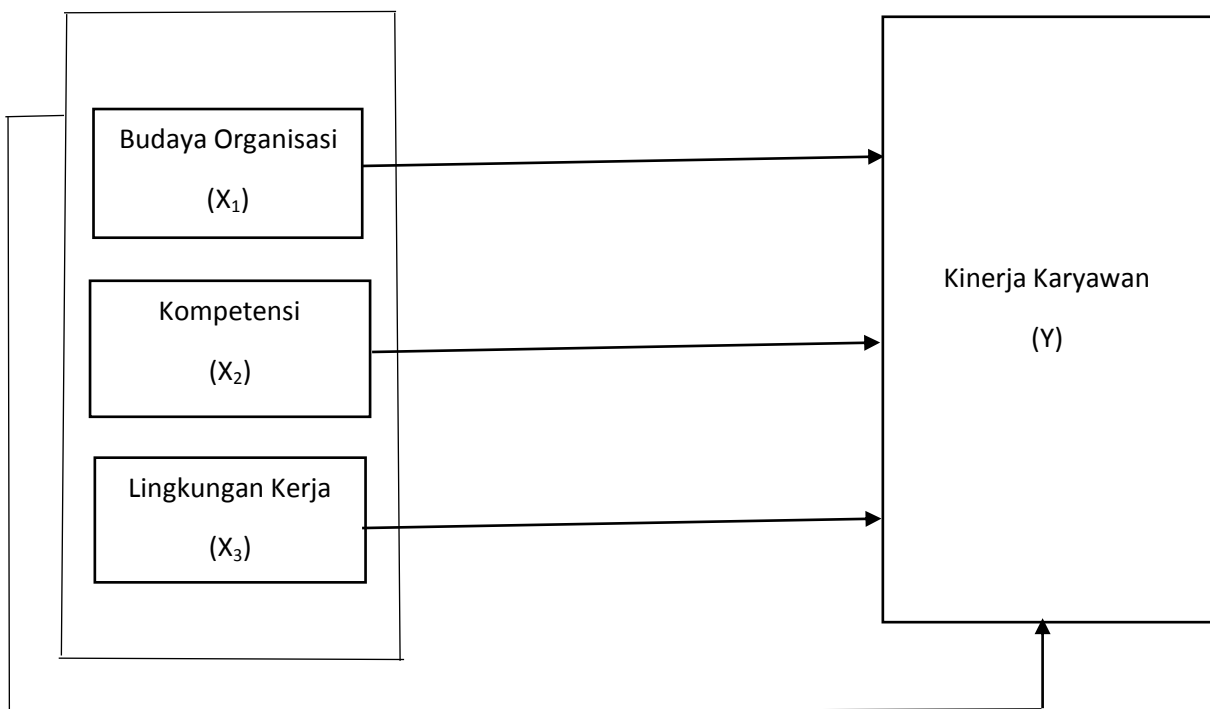 Budaya Organisasi
(X₁)
Kompetensi
(X₂)
Lingkungan Kerja
(X₃)
Kinerja Karyawan
(Y)